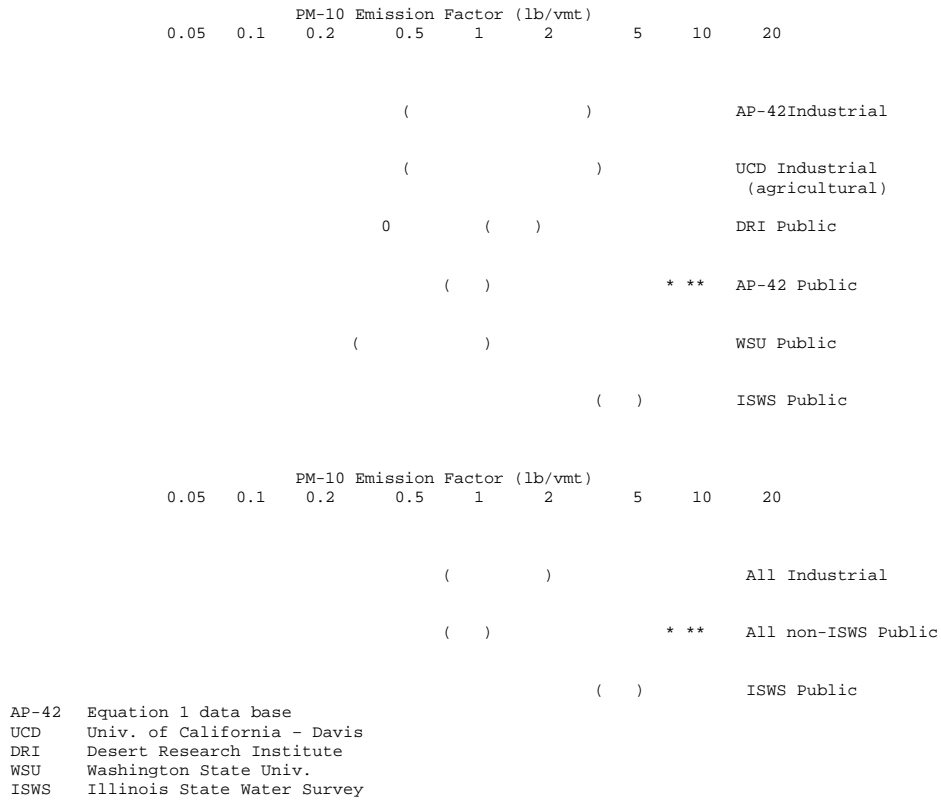 PM-10 Emission Factor (lb/vmt)
0.05 0.1 0.2 0.5 1 2 5 10 20
( ) AP-42Industrial
( ) UCD Industrial
(agricultural)
0 ( ) DRI Public
( ) * ** AP-42 Public
( ) WSU Public
( ) ISWS Public
PM-10 Emission Factor (lb/vmt)
0.05 0.1 0.2 0.5 1 2 5 10 20
( ) All Industrial
( ) * ** All non-ISWS Public
( ) ISWS Public
AP-42 Equation 1 data base
UCD Univ. of California - Davis
DRI Desert Research Institute
WSU Washington State Univ.
ISWS Illinois State Water Survey